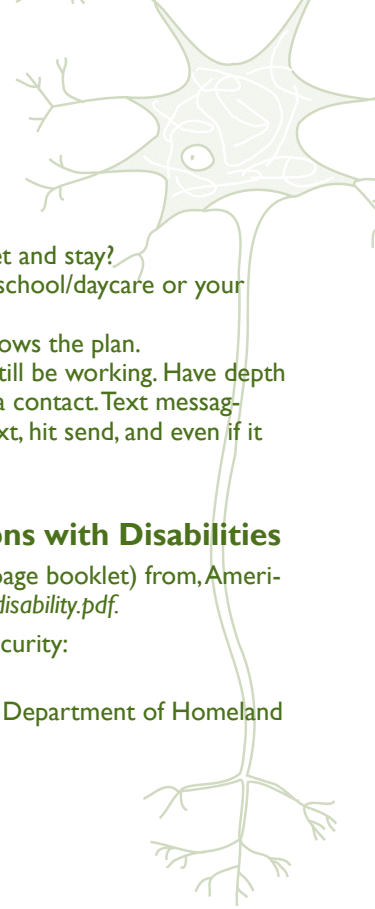 et and stay?
school/daycare or your
ows the plan.
till be working. Have depth
a contact. Text messag-
xt, hit send, and even if it
ons with Disabilities
page booklet) from, Ameri-
disability.pdf.
curity:
Department of Homeland